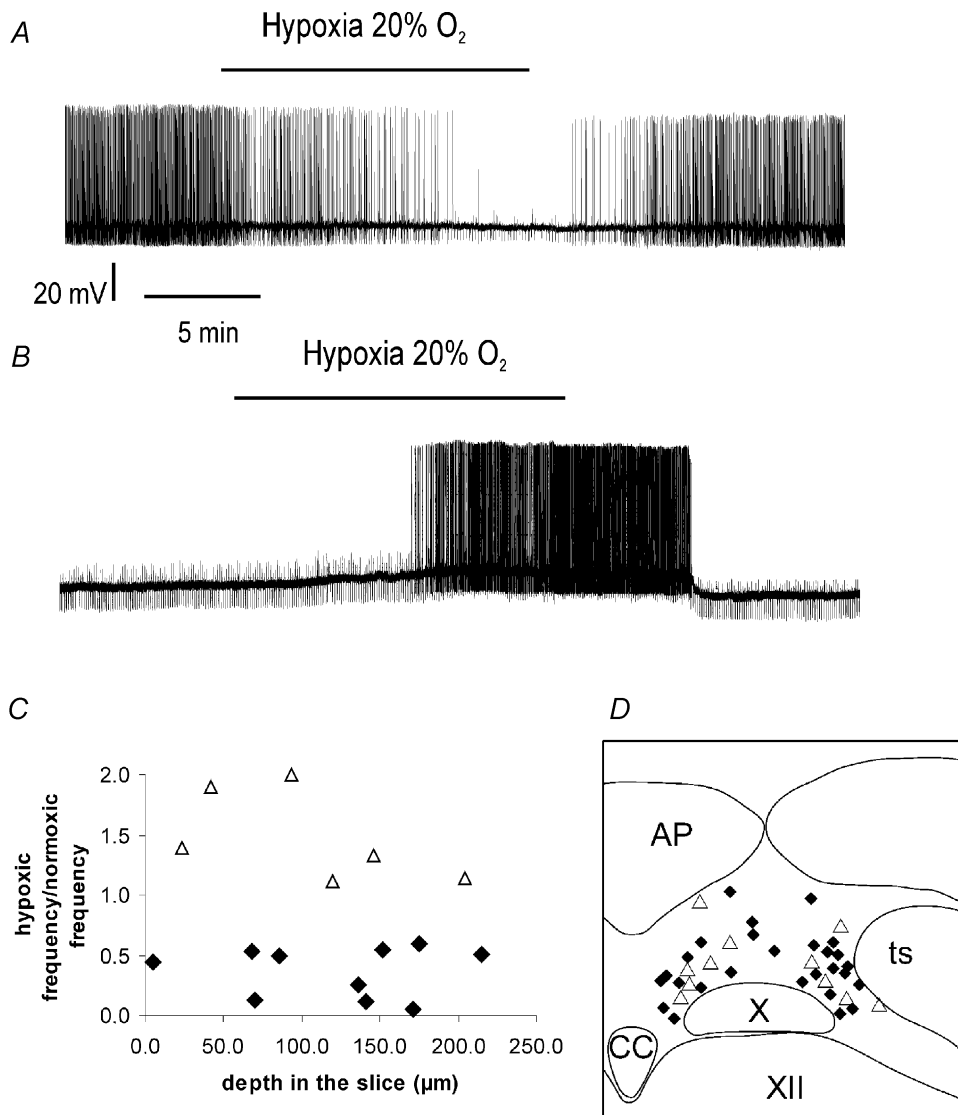 A
Hypoxia 20% O₂
20 mV
5 min
B
Hypoxia 20% O₂
C
hypoxic
frequency/normoxic
frequency
2.0
1.5
1.0
0.5
0.0
0.0 50.0 100.0 150.0 200.0 250.0
depth in the slice (µm)
D
AP
ts
X
CC
XII